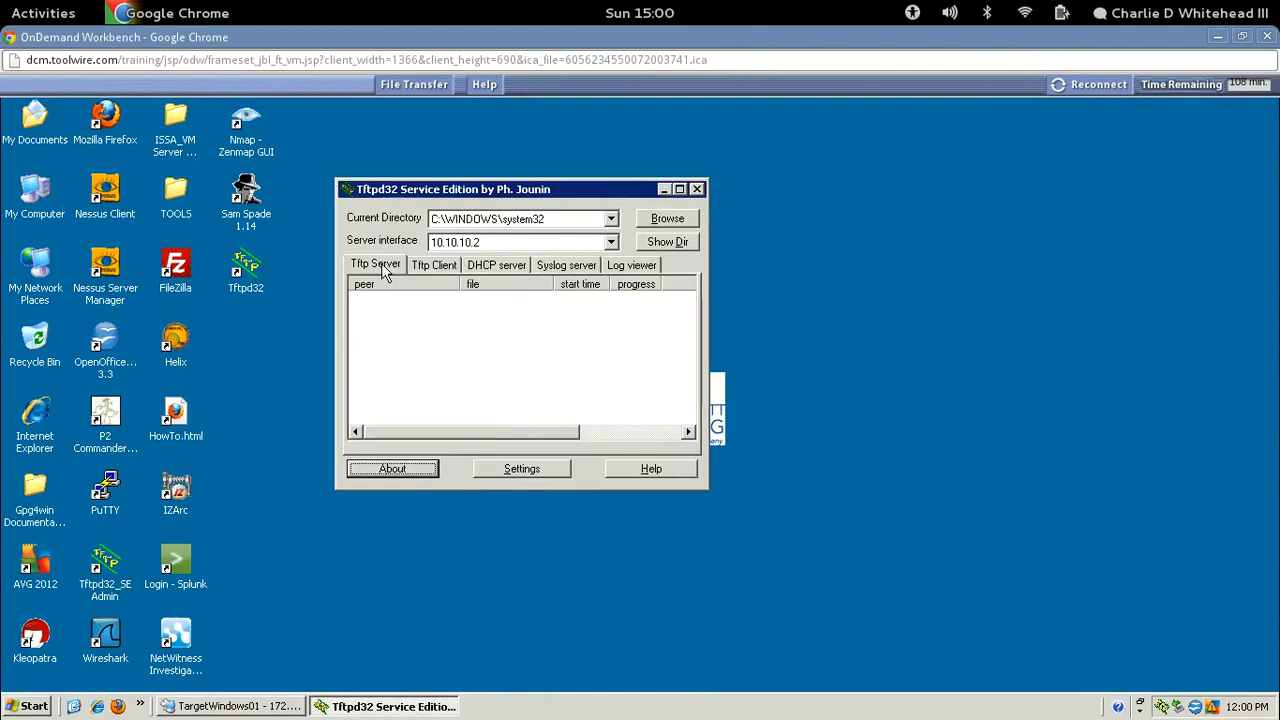 Activities
Google Chrome
Sun 15:00
Charlie D Whitehead III
OnDemand Workbench - Google Chrome
dcm.toolwire.com/training/jsp/odw/frameset_jbl_ft_vm.jsp?client_width=1366&client_height=690&ica_file=6056234550072003741.ica
File Transfer
Help
Reconnect
Time Remaining
108 min.
My Documents
Mozilla Firefox
ISSA_VM
Server ...
Nmap -
Zenmap GUI
My Computer
Nessus Client
TOOLS
Sam Spade
1.14
My Network
Places
Nessus Server
Manager
FileZilla
Tftpd32
Recycle Bin
OpenOffice...
3.3
Helix
Internet
Explorer
P2
Commander...
HowTo.html
Gpg4win
Documenta...
PuTTY
IZArc
AVG 2012
Tftpd32_SE
Admin
Login - Splunk
Kleopatra
Wireshark
NetWitness
Investiga...
Tftpd32 Service Edition by Ph. Jounin
Current Directory
C:\WINDOWS\system32
Browse
Server interface
10.10.10.2
Show Dir
Tftp Server
Tftp Client
DHCP server
Syslog server
Log viewer
peer
file
start time
progress
About
Settings
Help
TT
G
any
Start
TargetWindows01 - 172....
Tftpd32 Service Editio...
12:00 PM